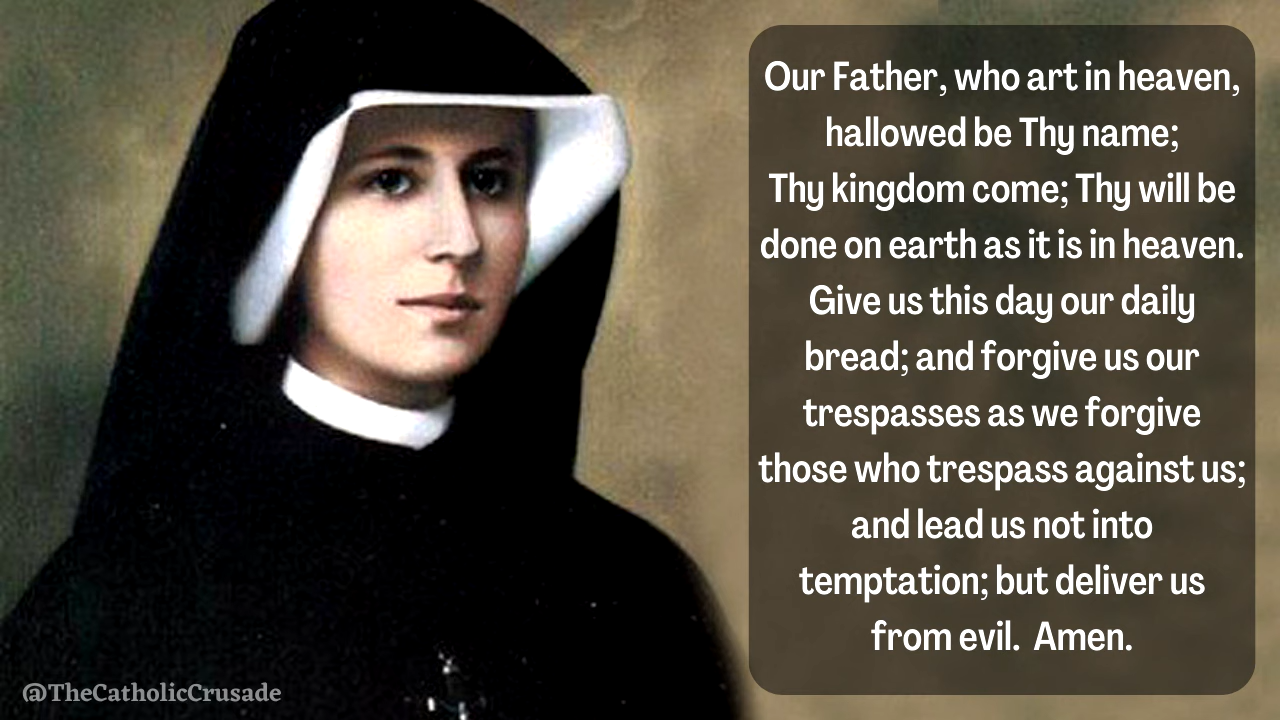 Our Father, who art in heaven,
hallowed be Thy name;
Thy kingdom come; Thy will be
done on earth as it is in heaven.
Give us this day our daily
bread; and forgive us our
trespasses as we forgive
those who trespass against us;
and lead us not into
temptation; but deliver us
from evil.  Amen.
@TheCatholicCrusade